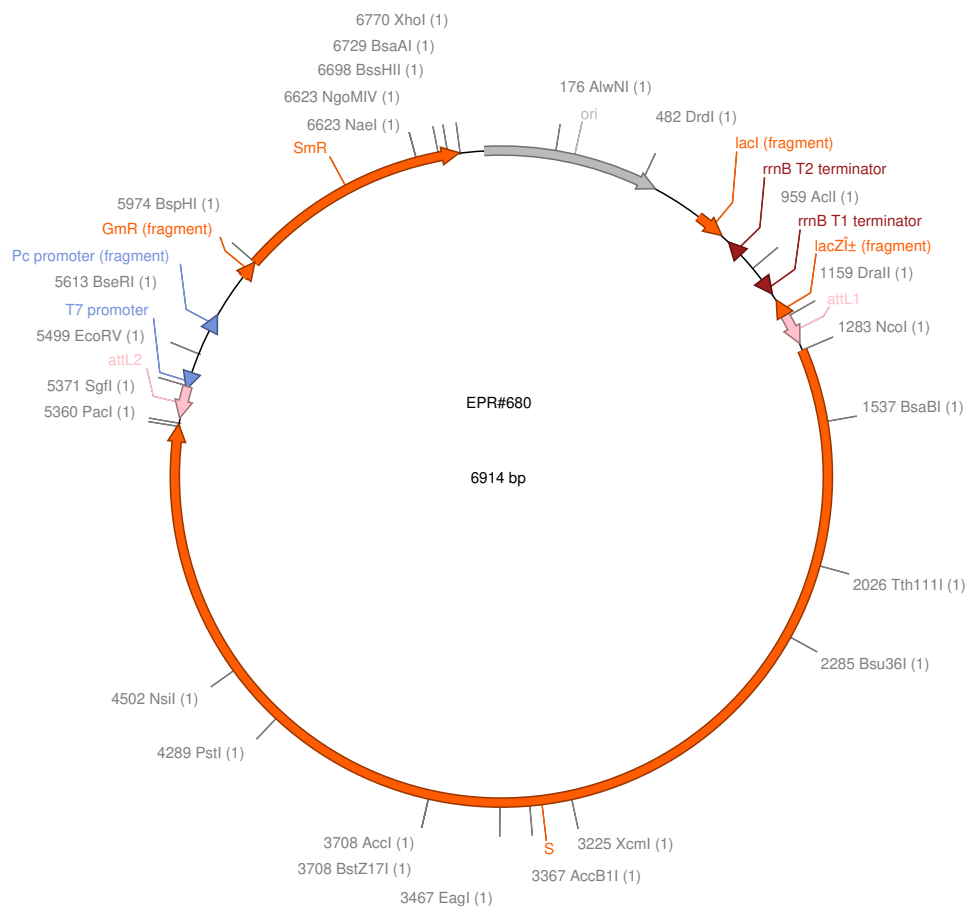 6770 XhoI (1)
6729 BsaAI (1)
6698 BssHII (1)
6623 NgoMIV (1)
6623 NaeI (1)
SmR
176 AlwNI (1)
ori
482 DrdI (1)
lacI (fragment)
rrnB T2 terminator
959 AclI (1)
rrnB T1 terminator
lacZÎ± (fragment)
1159 DraII (1)
attL1
1283 NcoI (1)
5974 BspHI (1)
GmR (fragment)
Pc promoter (fragment)
5613 BseRI (1)
T7 promoter
5499 EcoRV (1)
attL2
5371 SgfI (1)
5360 PacI (1)
EPR#680
6914 bp
1537 BsaBI (1)
2026 Tth111I (1)
2285 Bsu36I (1)
4502 NsiI (1)
4289 PstI (1)
3708 AccI (1)
3708 BstZ17I (1)
3467 EagI (1)
S
3225 XcmI (1)
3367 AccB1I (1)